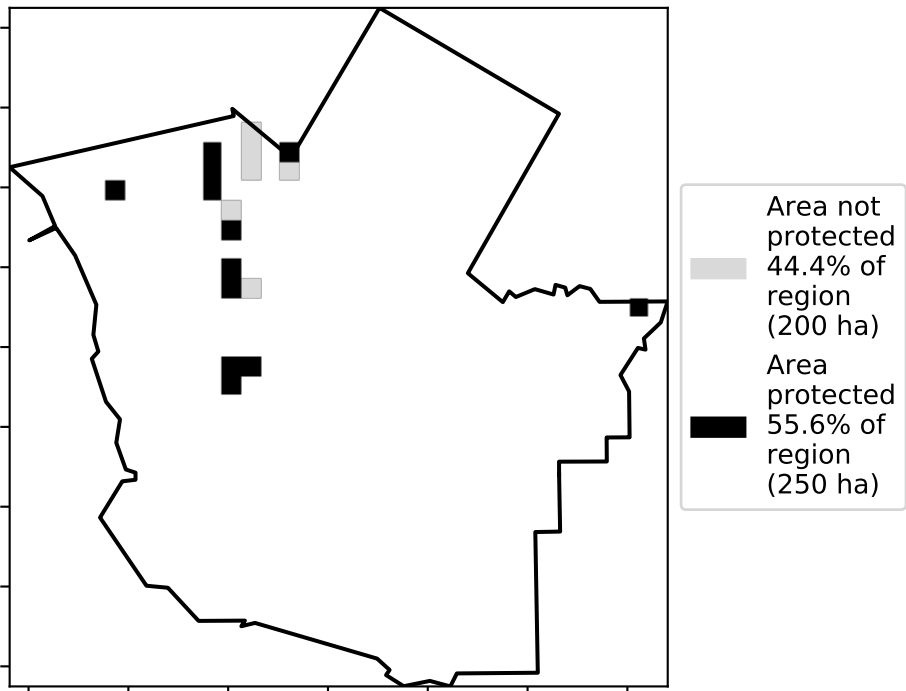 Area not
protected
44.4% of
region
(200 ha)
Area
protected
55.6% of
region
(250 ha)